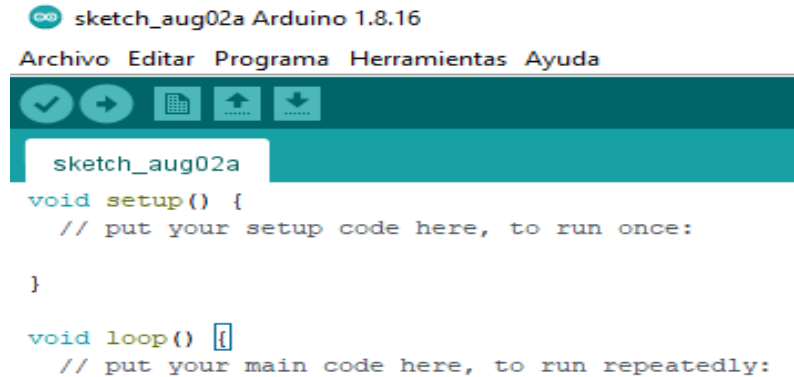 sketch_aug02a Arduino 1.8.16
Archivo Editar Programa Herramientas Ayuda
sketch_aug02a
void setup() {
  // put your setup code here, to run once:
}
void loop() {
  // put your main code here, to run repeatedly: